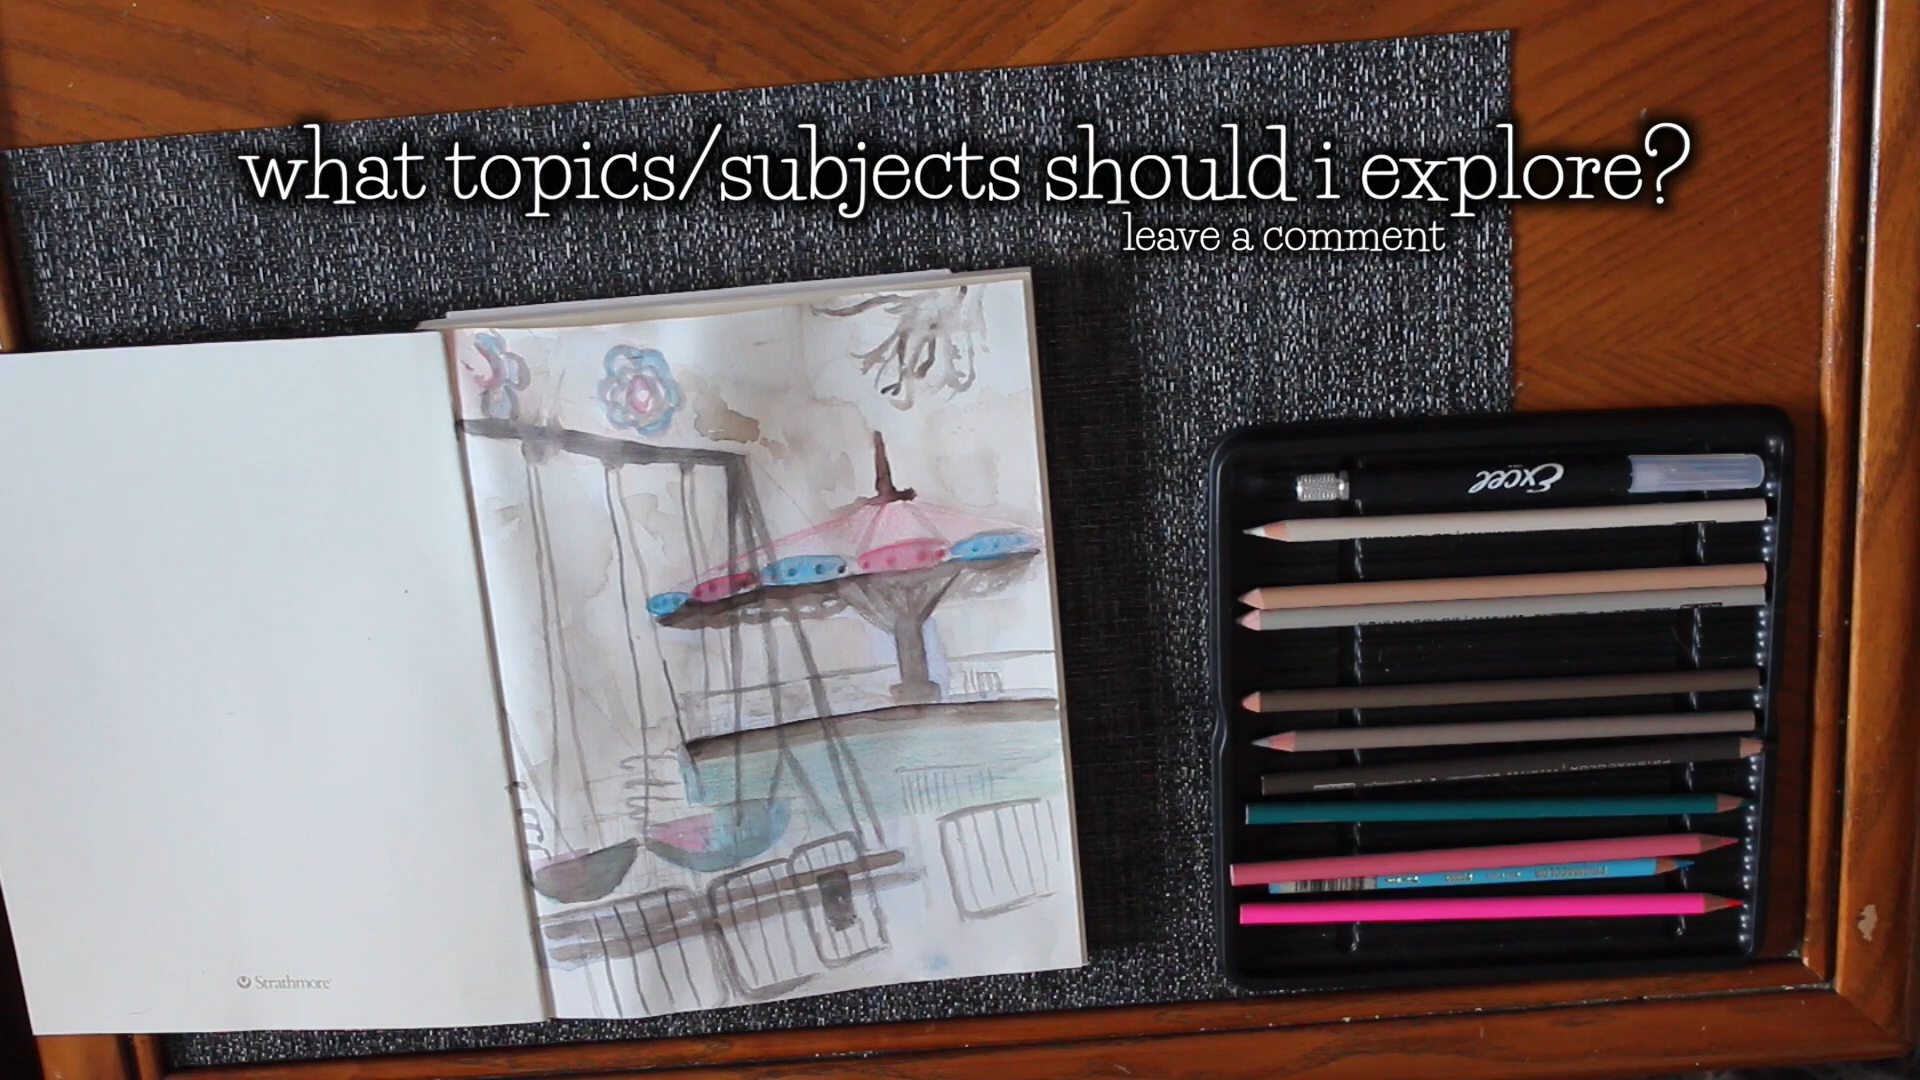 what topics/subjects should i explore?
leave a comment
Excel
Strathmore